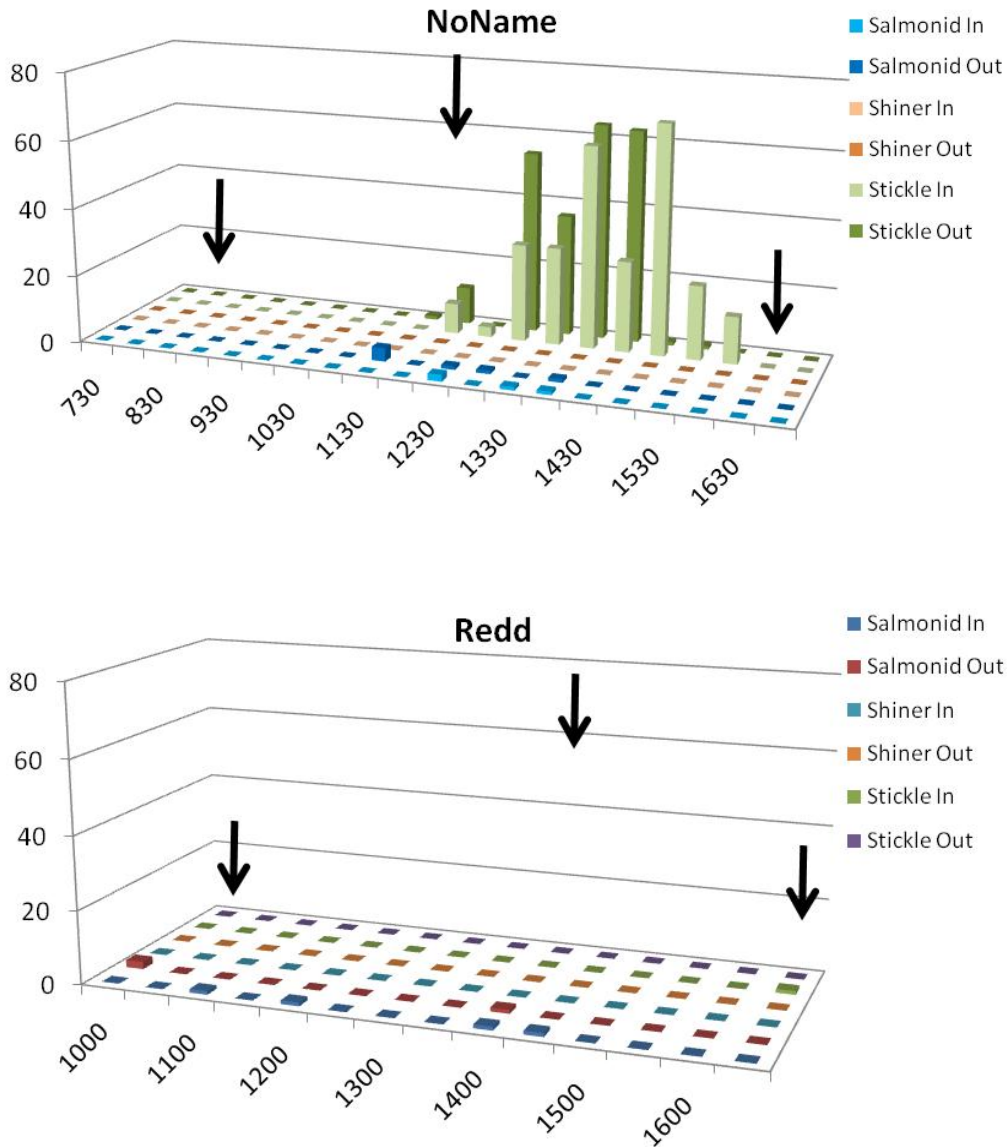 NoName
80
60
40
20
0
730
830
930
1030
1130
1230
1330
1430
1530
1630
Salmonid In
Salmonid Out
Shiner In
Shiner Out
Stickle In
Stickle Out
Redd
80
60
40
20
0
1000
1100
1200
1300
1400
1500
1600
Salmonid In
Salmonid Out
Shiner In
Shiner Out
Stickle In
Stickle Out